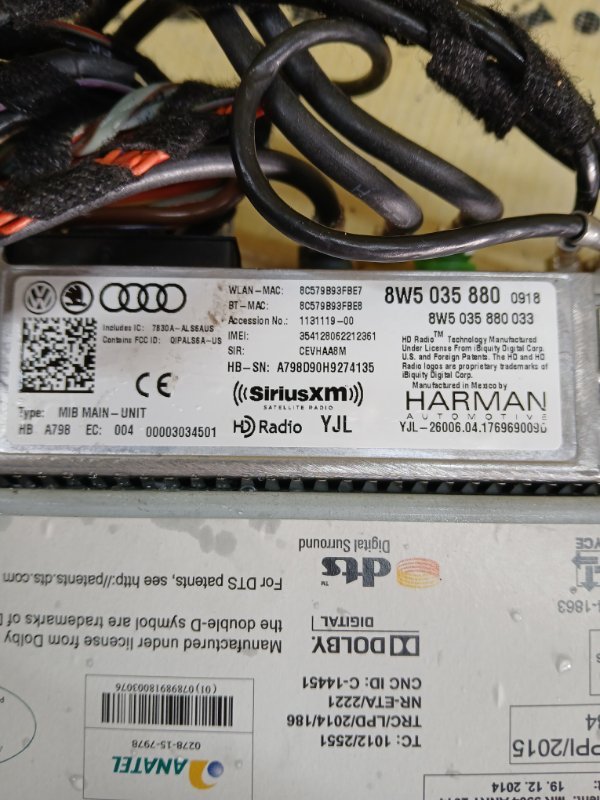 WLAN-MAC: 8C579B93FBE7
BT-MAC: 8C579B93FBE8
Accession No.: 1131119-00
IMEI: 354128062212361
SIR: CEVHAA8M
HB-SN: A798D90H9274135
8W5 035 880 0918
8W5 035 880 033
HD Radio™ Technology Manufactured
Under License From iBiquity Digital Corp.
U.S. and Foreign Patents. The HD and HD
Radio logos are proprietary trademarks of
iBiquity Digital Corp.
Manufactured in Mexico by
HARMAN
AUTOMOTIVE
YJL-26006.04.1769690090
Includes IC: 7830A-ALS6AUS
Contains FCC ID: QIPALS6A-US
CE
SiriusXM
SATELLITE RADIO
HD Radio YJL
Type: MIB MAIN-UNIT
HB A798 EC: 004 00003034501
Digital Surround
dts™
For DTS patents, see http://patents.dts.com
the double-D symbol are trademarks of D
Manufactured under license from Dolby
DOLBY.
DIGITAL
CNC ID: C-14451
NR-ETA/2221
TRC/LPD/2014/186
TC: 1012/2551
(01)07898918003076
0278-15-7978
ANATEL
YCE
-1863
PPI/2015
19. 12. 2014